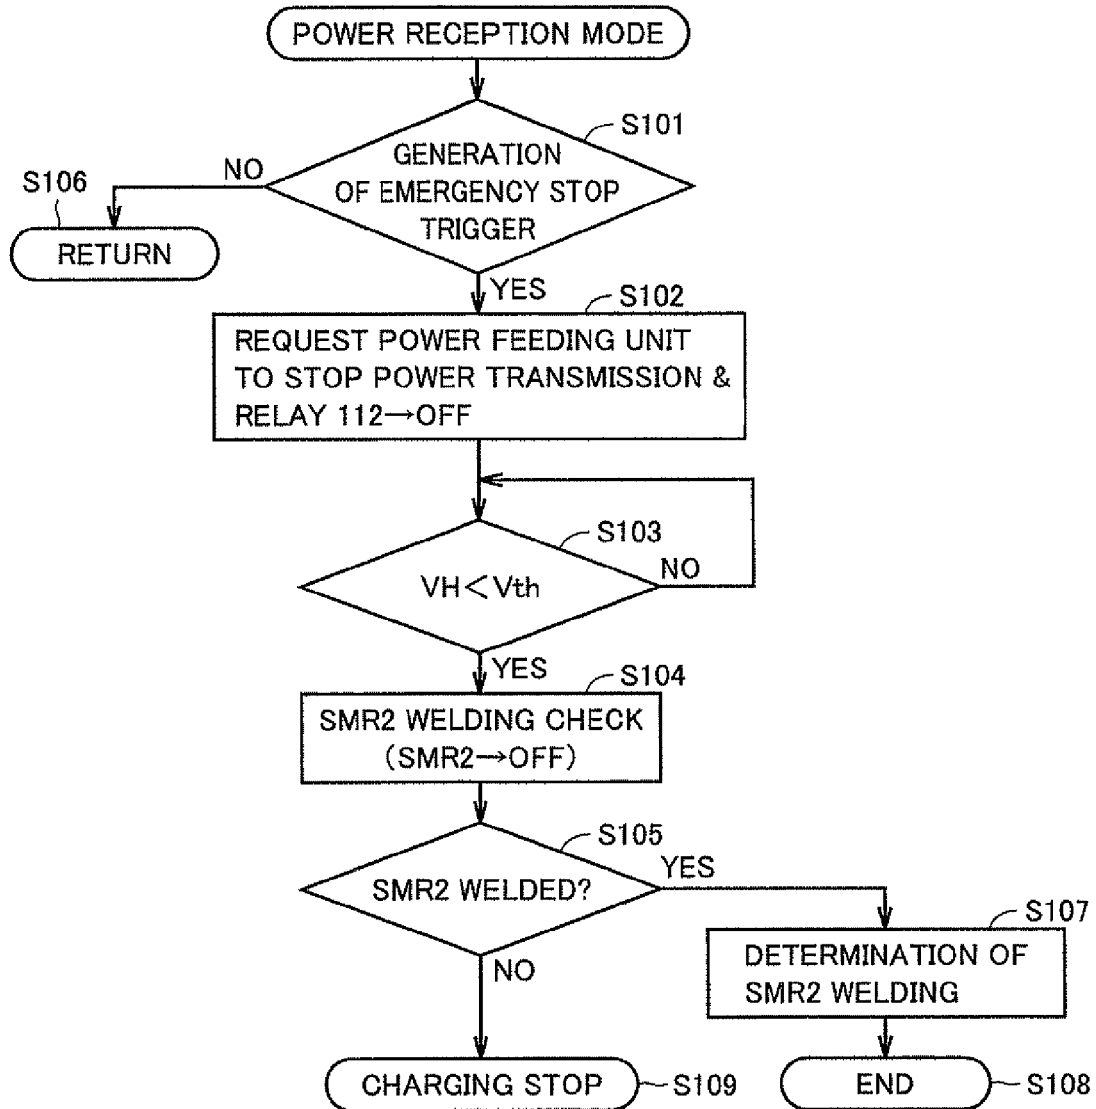 POWER RECEPTION MODE
S101
GENERATION
OF EMERGENCY STOP
TRIGGER
NO
S106
RETURN
YES
S102
REQUEST POWER FEEDING UNIT
TO STOP POWER TRANSMISSION &
RELAY 112→OFF
S103
VH<Vth
NO
YES
S104
SMR2 WELDING CHECK
(SMR2→OFF)
S105
SMR2 WELDED?
YES
NO
S107
DETERMINATION OF
SMR2 WELDING
CHARGING STOP
S109
END
S108